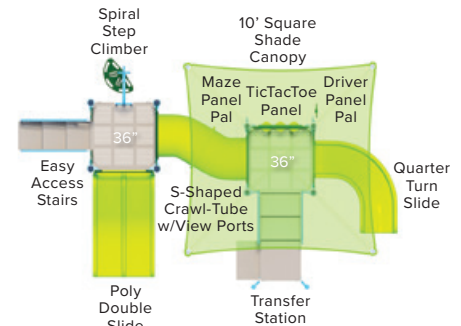 Spiral
Step
Climber
10' Square
Shade
Canopy
Maze
Panel
Pal
TicTacToe
Panel
Driver
Panel
Pal
36"
36"
Easy
Access
Stairs
S-Shaped
Crawl-Tube
w/View Ports
Quarter
Turn
Slide
Poly
Double
Slide
Transfer
Station